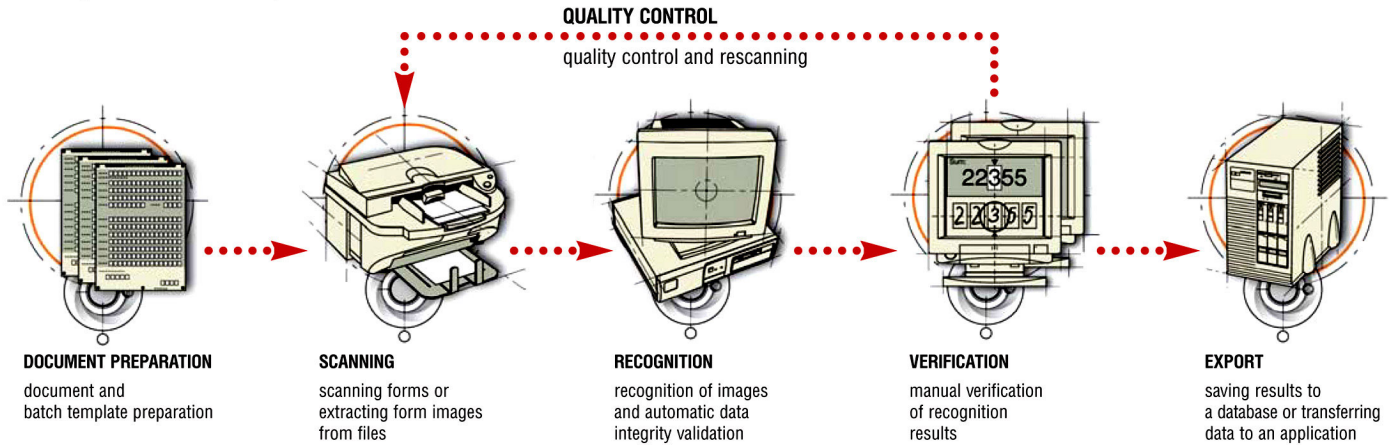 QUALITY CONTROL
quality control and rescanning
Sum:
22355
2 2 3 5 5
DOCUMENT PREPARATION
document and
batch template preparation
SCANNING
scanning forms or
extracting form images
from files
RECOGNITION
recognition of images
and automatic data
integrity validation
VERIFICATION
manual verification
of recognition
results
EXPORT
saving results to
a database or transferring
data to an application